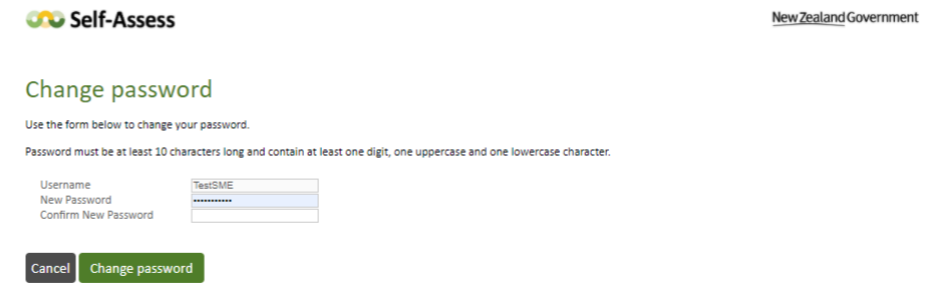 Self-Assess
New Zealand Government
Change password
Use the form below to change your password.
Password must be at least 10 characters long and contain at least one digit, one uppercase and one lowercase character.
Username TestSME
New Password •••••••••••
Confirm New Password
Cancel Change password